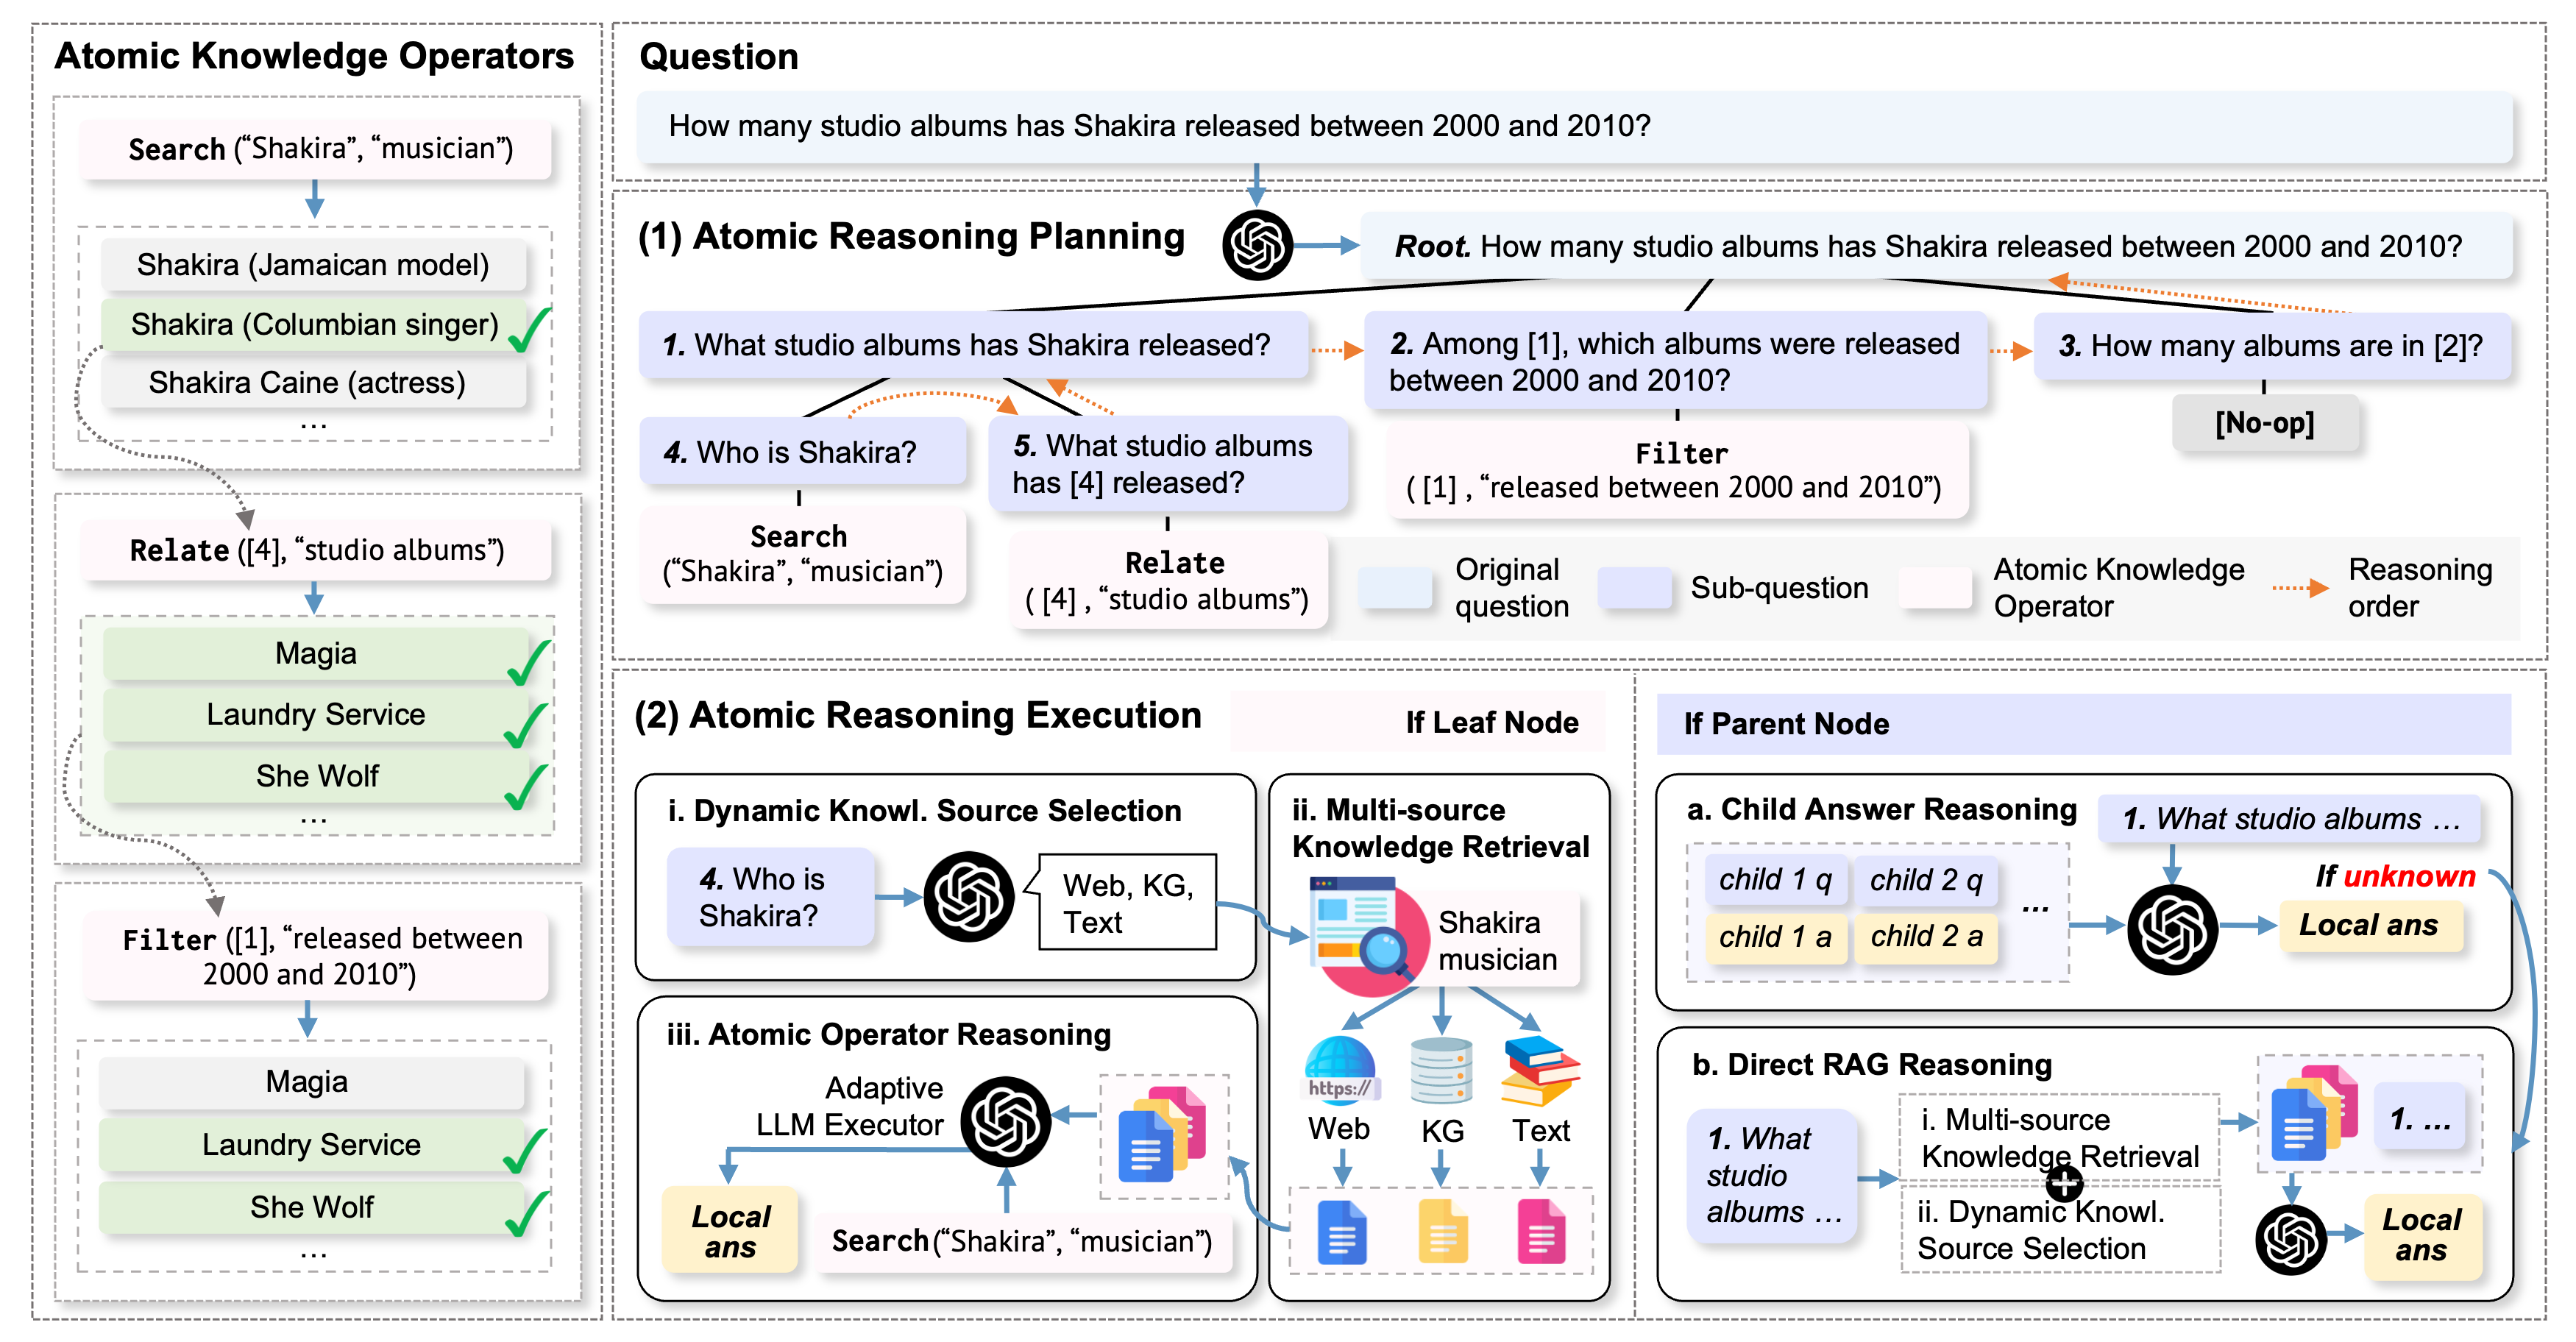 Atomic Knowledge Operators
Search (“Shakira”, “musician”)
Shakira (Jamaican model)
Shakira (Columbian singer)
Shakira Caine (actress)
...
Relate ([4], “studio albums”)
Magia
Laundry Service
She Wolf
...
Filter ([1], “released between
2000 and 2010”)
Magia
Laundry Service
She Wolf
...
Question
How many studio albums has Shakira released between 2000 and 2010?
(1) Atomic Reasoning Planning
Root. How many studio albums has Shakira released between 2000 and 2010?
1. What studio albums has Shakira released?
2. Among [1], which albums were released
between 2000 and 2010?
3. How many albums are in [2]?
4. Who is Shakira?
5. What studio albums
has [4] released?
Filter
( [1] , “released between 2000 and 2010”)
[No-op]
Search
(“Shakira”, “musician”)
Relate
( [4] , “studio albums”)
Original
question
Sub-question
Atomic Knowledge
Operator
Reasoning
order
(2) Atomic Reasoning Execution
If Leaf Node
i. Dynamic Knowl. Source Selection
4. Who is
Shakira?
Web, KG,
Text
ii. Multi-source
Knowledge Retrieval
Shakira
musician
https://
Web
KG
Text
iii. Atomic Operator Reasoning
Adaptive
LLM Executor
Local
ans
Search(“Shakira”, “musician”)
If Parent Node
a. Child Answer Reasoning
1. What studio albums ...
child 1 q
child 2 q
child 1 a
child 2 a
...
If unknown
Local ans
b. Direct RAG Reasoning
1. What
studio
albums ...
i. Multi-source
Knowledge Retrieval
ii. Dynamic Knowl.
Source Selection
1. ...
Local
ans